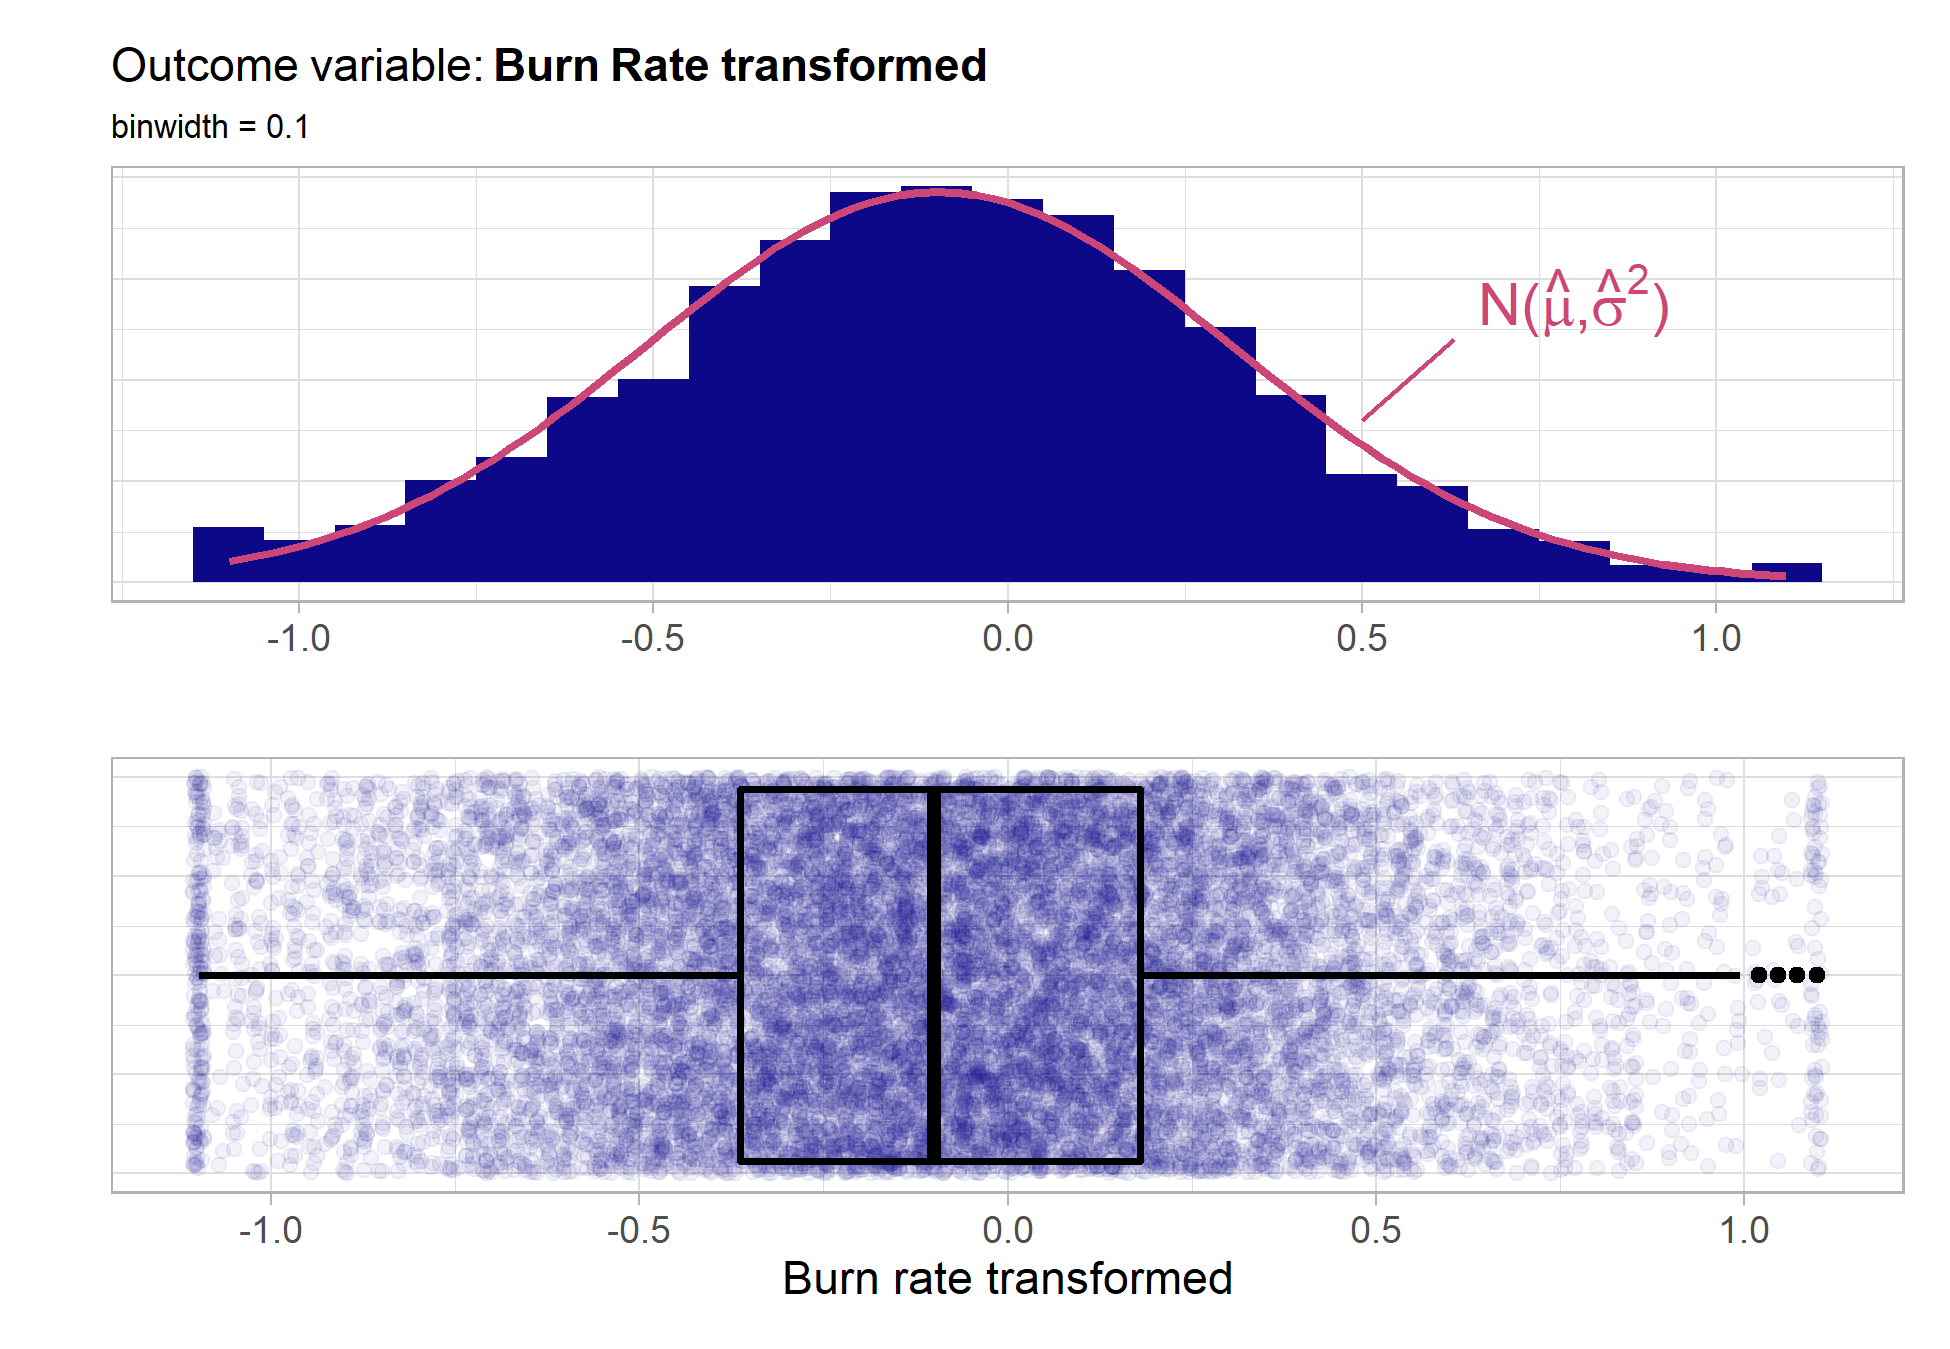 Outcome variable: Burn Rate transformed
binwidth = 0.1
N(μ̂,σ̂²)
-1.0 -0.5 0.0 0.5 1.0
-1.0 -0.5 0.0 0.5 1.0
Burn rate transformed